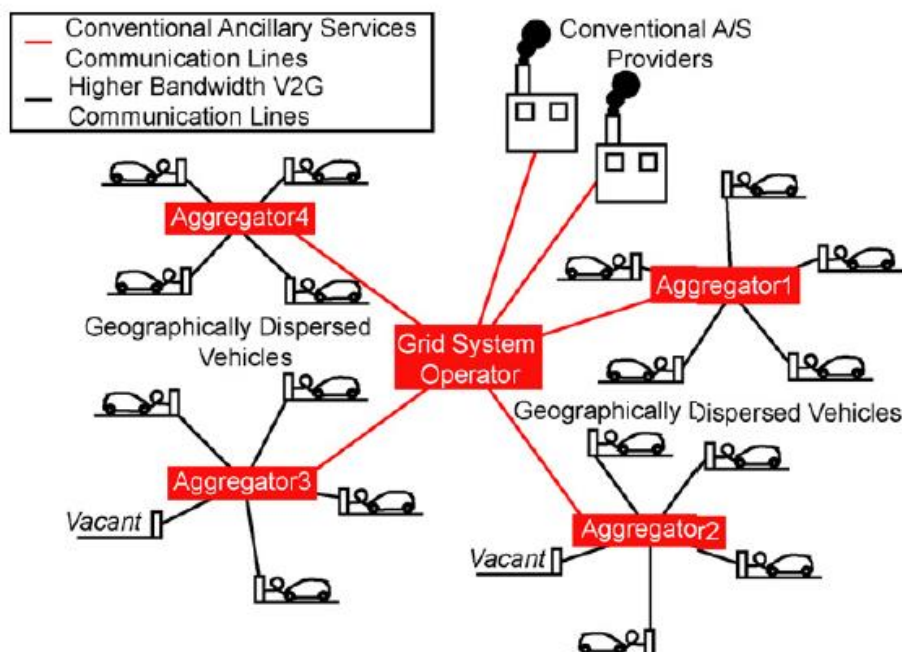 Conventional Ancillary Services
Communication Lines
Higher Bandwidth V2G
Communication Lines
Conventional A/S
Providers
Aggregator4
Aggregator1
Geographically Dispersed
Vehicles
Grid System
Operator
Geographically Dispersed Vehicles
Aggregator3
Vacant
Aggregator2
Vacant